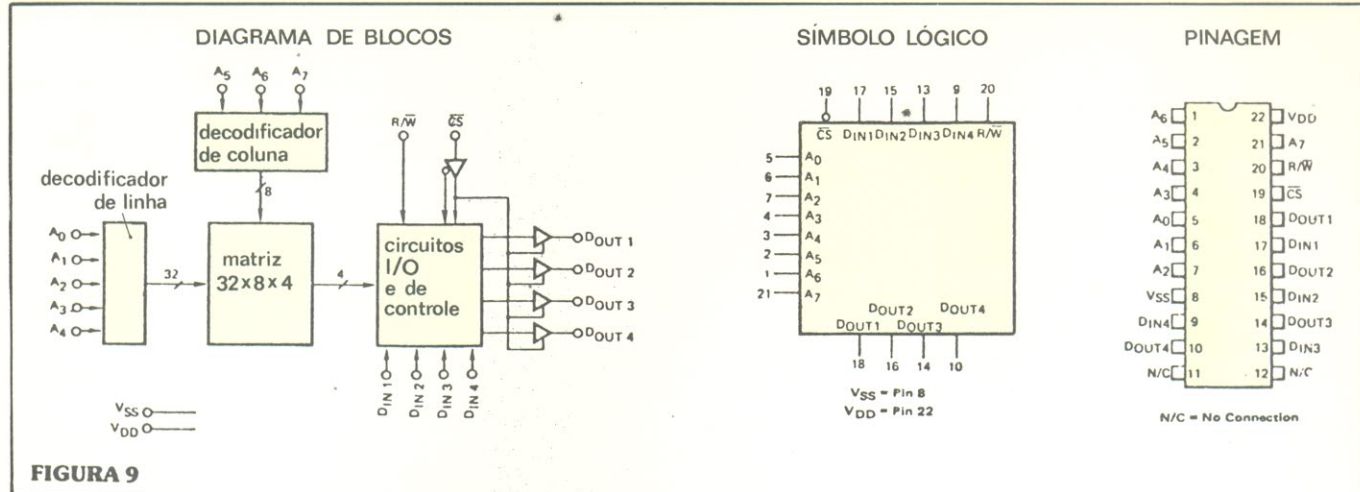 DIAGRAMA DE BLOCOS
A5 A6 A7
decodificador
de coluna
8
decodificador
de linha
A0
A1
A2
A3
A4
32
matriz
32x8x4
4
R/W̅ C̅S̅
circuitos
I/O
e de
controle
DOUT 1
DOUT 2
DOUT 3
DOUT 4
DIN 1 DIN 2 DIN 3 DIN 4
VSS
VDD
FIGURA 9
SÍMBOLO LÓGICO
19 17 15 13 9 20
C̅S̅ DIN1 DIN2 DIN3 DIN4 R/W̅
5 A0
6 A1
7 A2
4 A3
3 A4
2 A5
1 A6
21 A7
DOUT2 DOUT4
DOUT1 DOUT3
18 16 14 10
VSS = Pin 8
VDD = Pin 22
PINAGEM
A6 1 22 VDD
A5 2 21 A7
A4 3 20 R/W̅
A3 4 19 C̅S̅
A0 5 18 DOUT1
A1 6 17 DIN1
A2 7 16 DOUT2
VSS 8 15 DIN2
DIN4 9 14 DOUT3
DOUT4 10 13 DIN3
N/C 11 12 N/C
N/C = No Connection